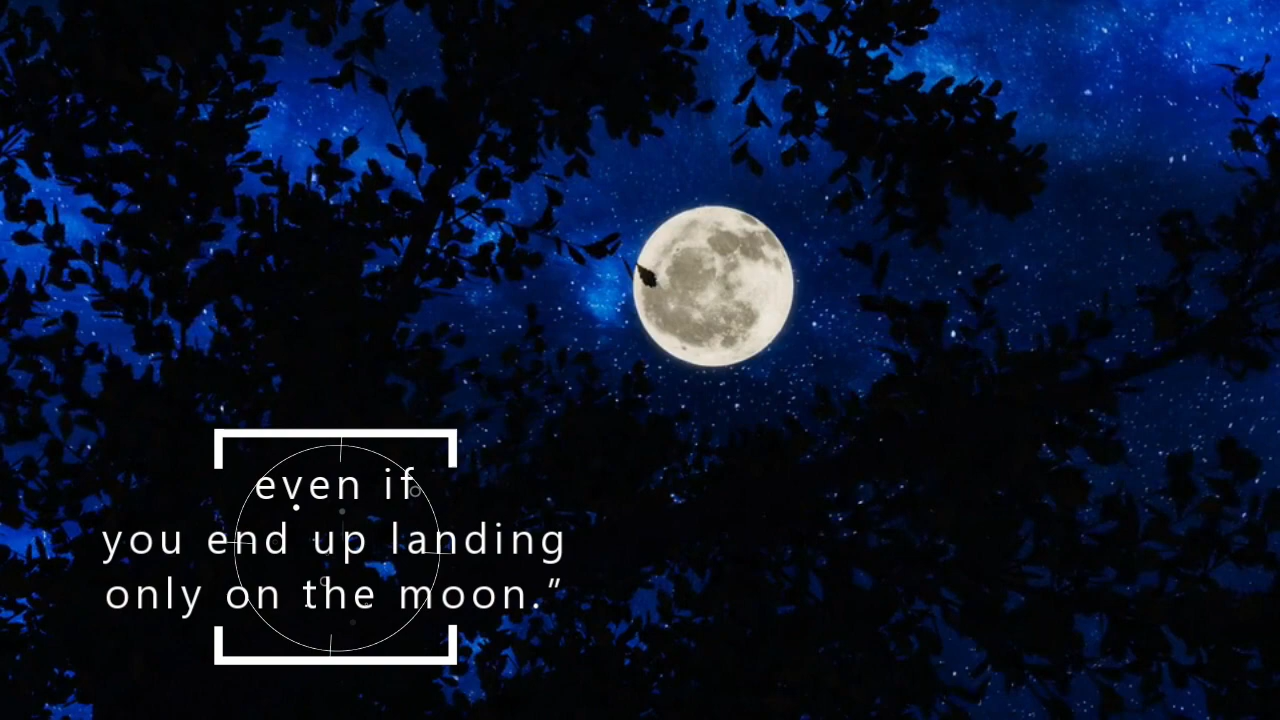 even if
you end up landing
only on the moon.”